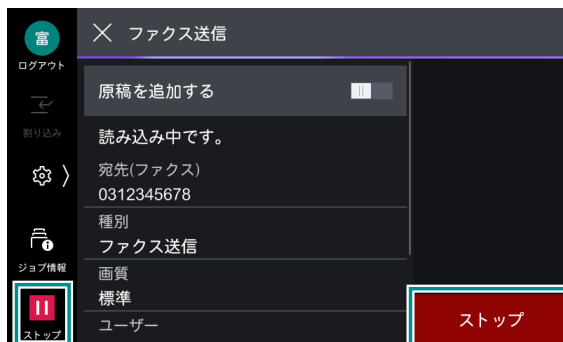 富
ログアウト
割り込み
ジョブ情報
ストップ
ファクス送信
原稿を追加する
読み込み中です。
宛先(ファクス)
0312345678
種別
ファクス送信
画質
標準
ユーザー
ストップ